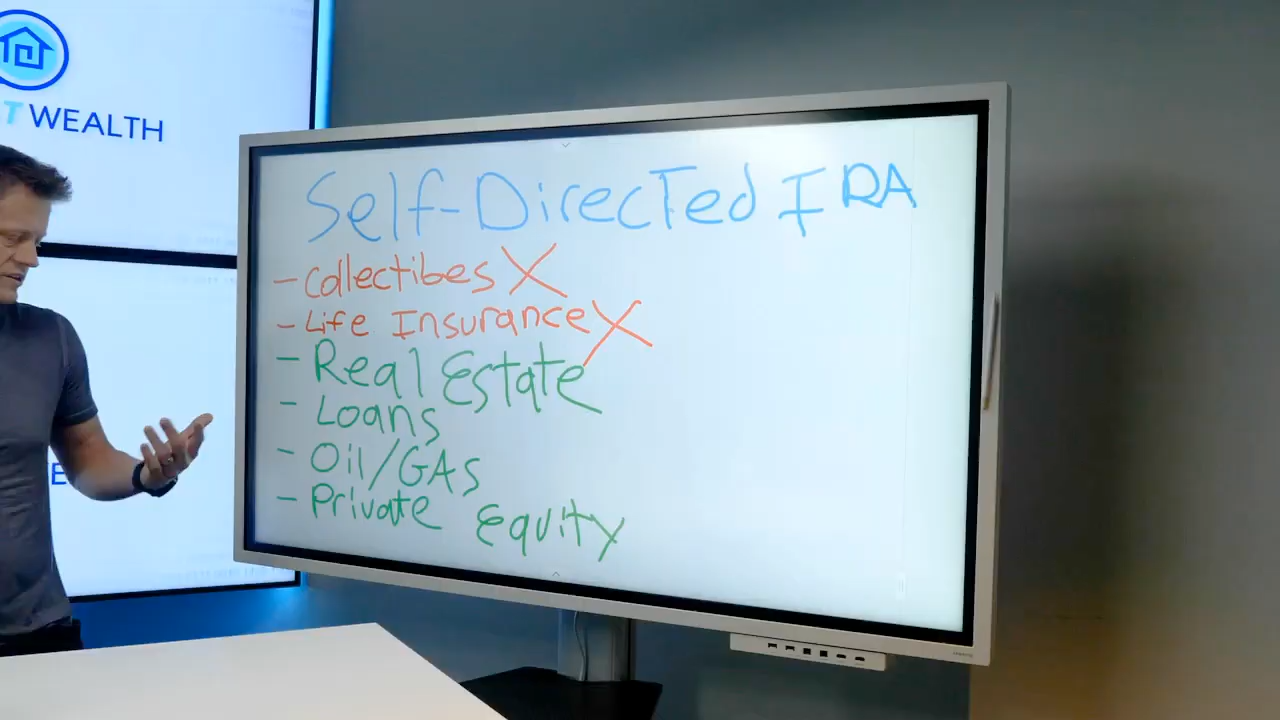 T WEALTH
Self-Directed IRA
- Collectibes X
- Life Insurance X
- Real Estate
- Loans
- Oil/GAs
- Private Equity
E